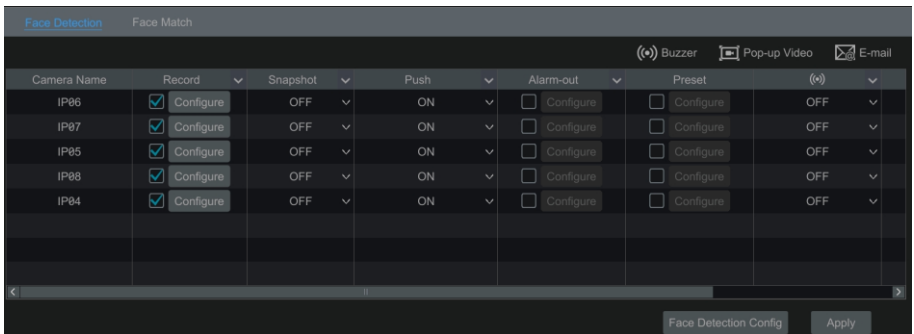 Face Detection Face Match
Buzzer Pop-up Video E-mail
Camera Name Record Snapshot Push Alarm-out Preset
IP06 Configure OFF ON Configure Configure OFF
IP07 Configure OFF ON Configure Configure OFF
IP05 Configure OFF ON Configure Configure OFF
IP08 Configure OFF ON Configure Configure OFF
IP04 Configure OFF ON Configure Configure OFF
Face Detection Config Apply